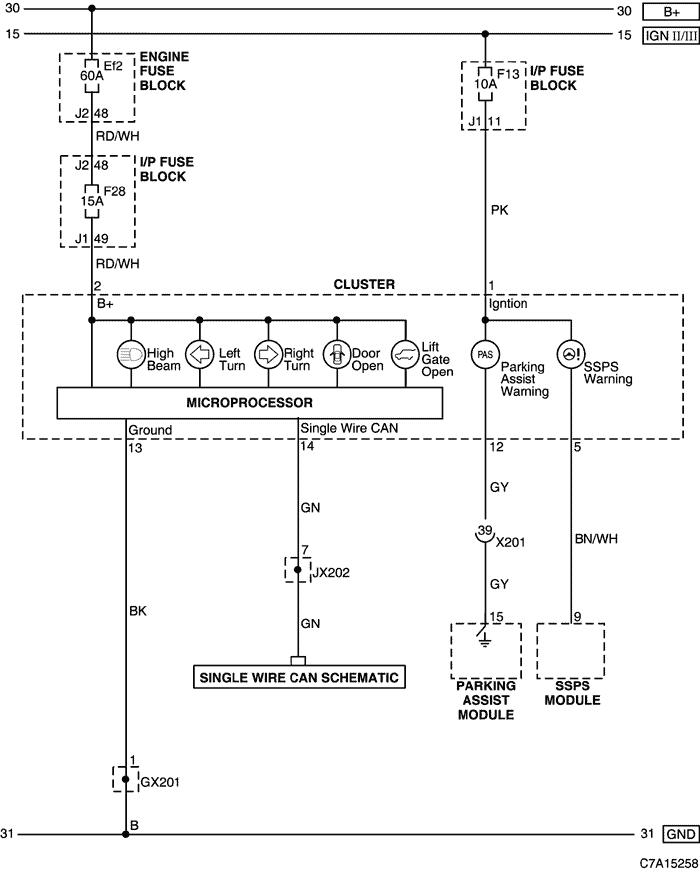 30
30 B+
15
15 IGN II/III
Ef2
60A
ENGINE
FUSE
BLOCK
J2 48
RD/WH
J2 48
I/P FUSE
BLOCK
F28
15A
J1 49
RD/WH
F13
10A
I/P FUSE
BLOCK
J1 11
PK
2
B+
CLUSTER
1
Igntion
High
Beam
Left
Turn
Right
Turn
Door
Open
Lift
Gate
Open
PAS
Parking
Assist
Warning
SSPS
Warning
MICROPROCESSOR
Ground
Single Wire CAN
13
14
12
5
GY
GN
39
X201
BN/WH
7
JX202
GY
BK
GN
15
9
SINGLE WIRE CAN SCHEMATIC
PARKING
ASSIST
MODULE
SSPS
MODULE
1
GX201
B
31
31 GND
C7A15258